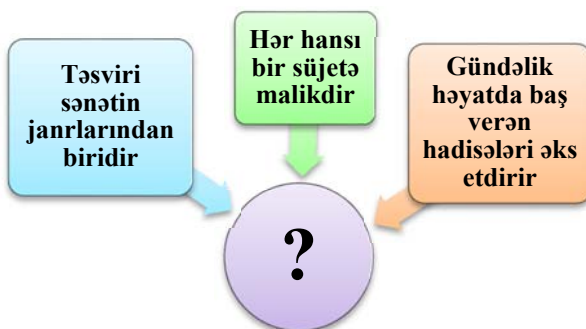 Təsviri
sənətin
janrlarından
biridir
Hər hansı
bir süjetə
malikdir
Gündəlik
həyatda baş
verən
hadisələri əks
etdirir
?